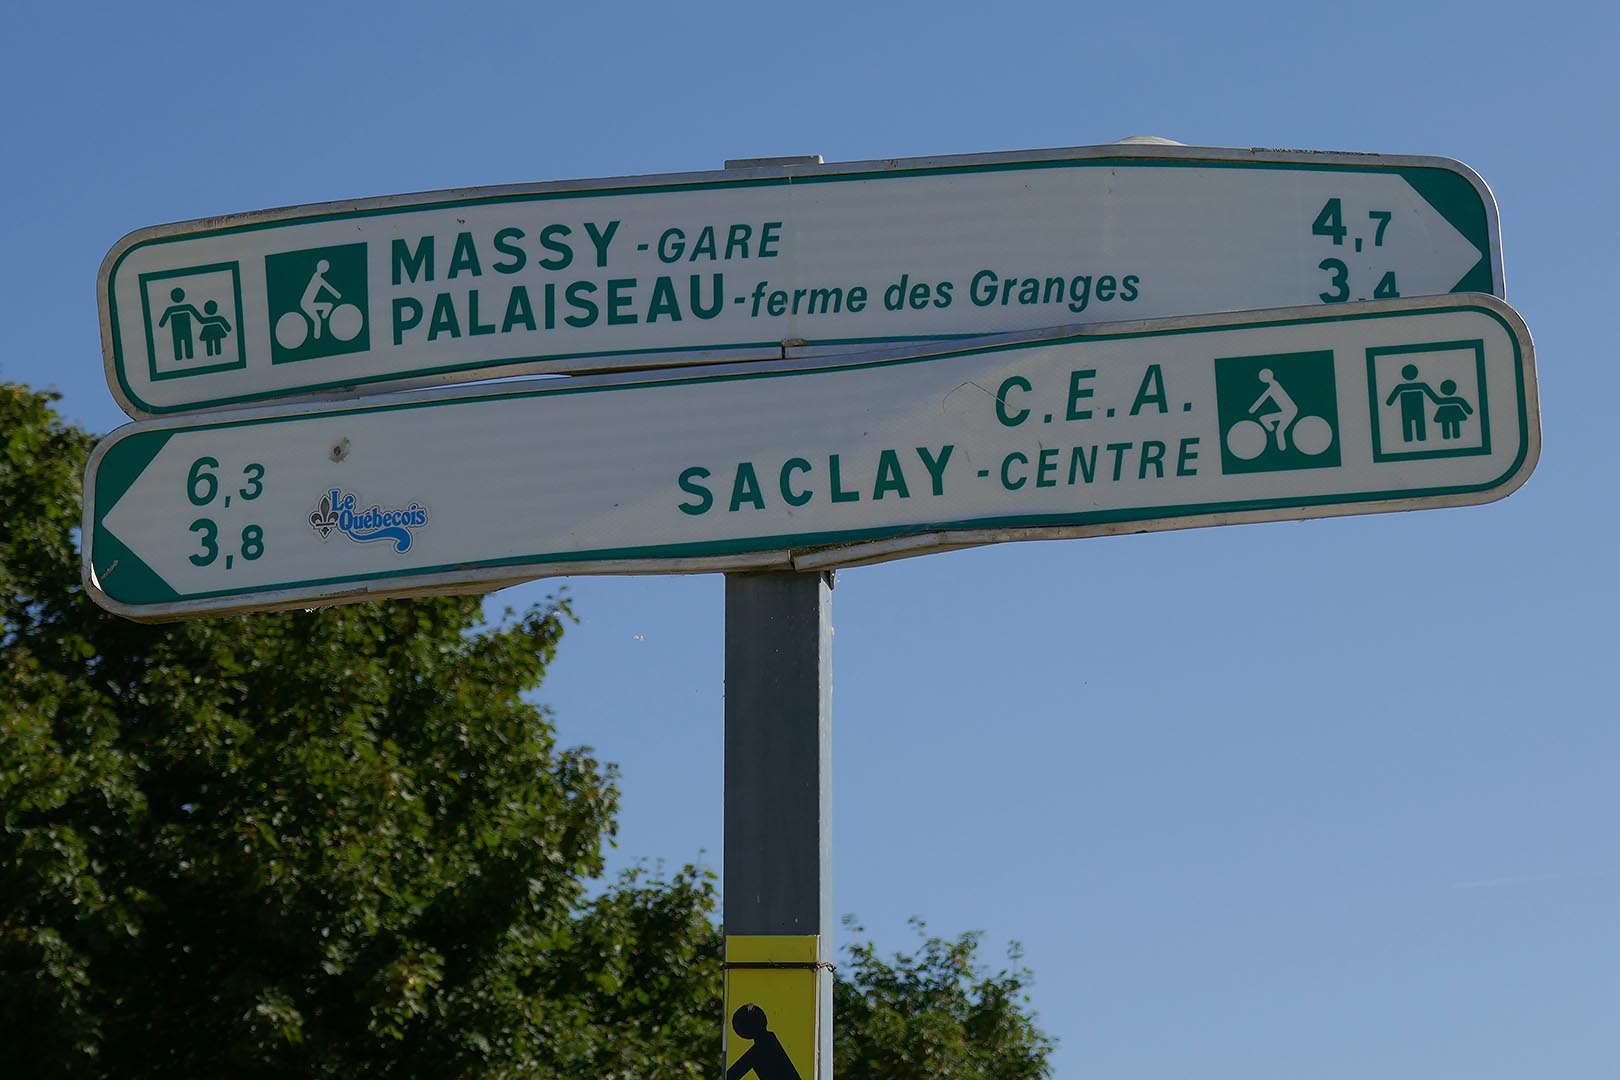 MASSY - GARE 4,7
PALAISEAU - ferme des Granges 3,4
6,3 C.E.A.
3,8 SACLAY - CENTRE
Le
Québecois